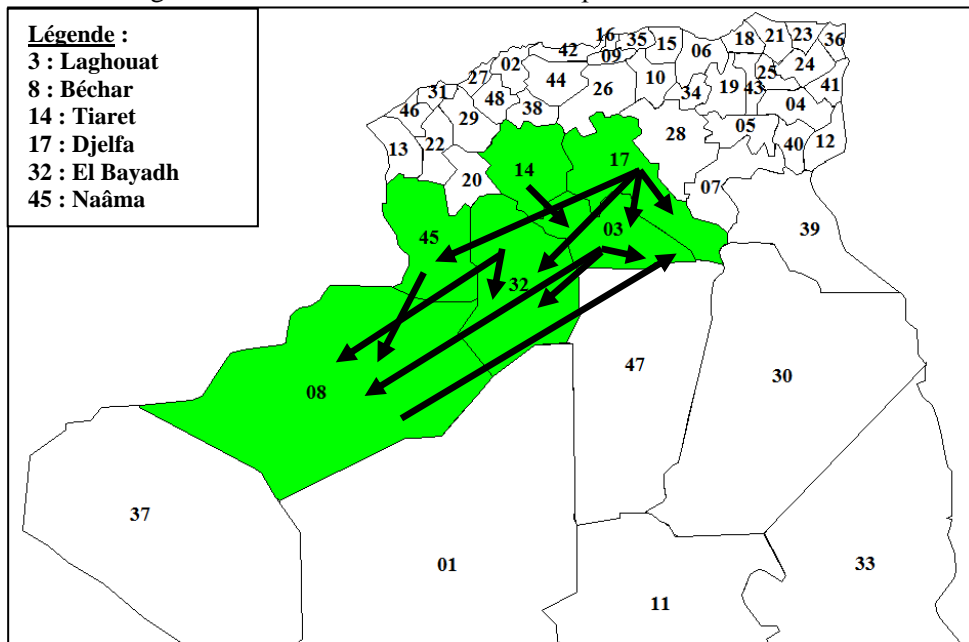 Légende :
3 : Laghouat
8 : Béchar
14 : Tiaret
17 : Djelfa
32 : El Bayadh
45 : Naâma
16 35 18 21 23 36
42 09 15 06
27 02 44 26 10 34 19 43 25 24 41
31 48 38 04
46 29 05
13 22 28 40 12
20 14 17 07
45 03 39
32
47 30
08
37 01 11 33